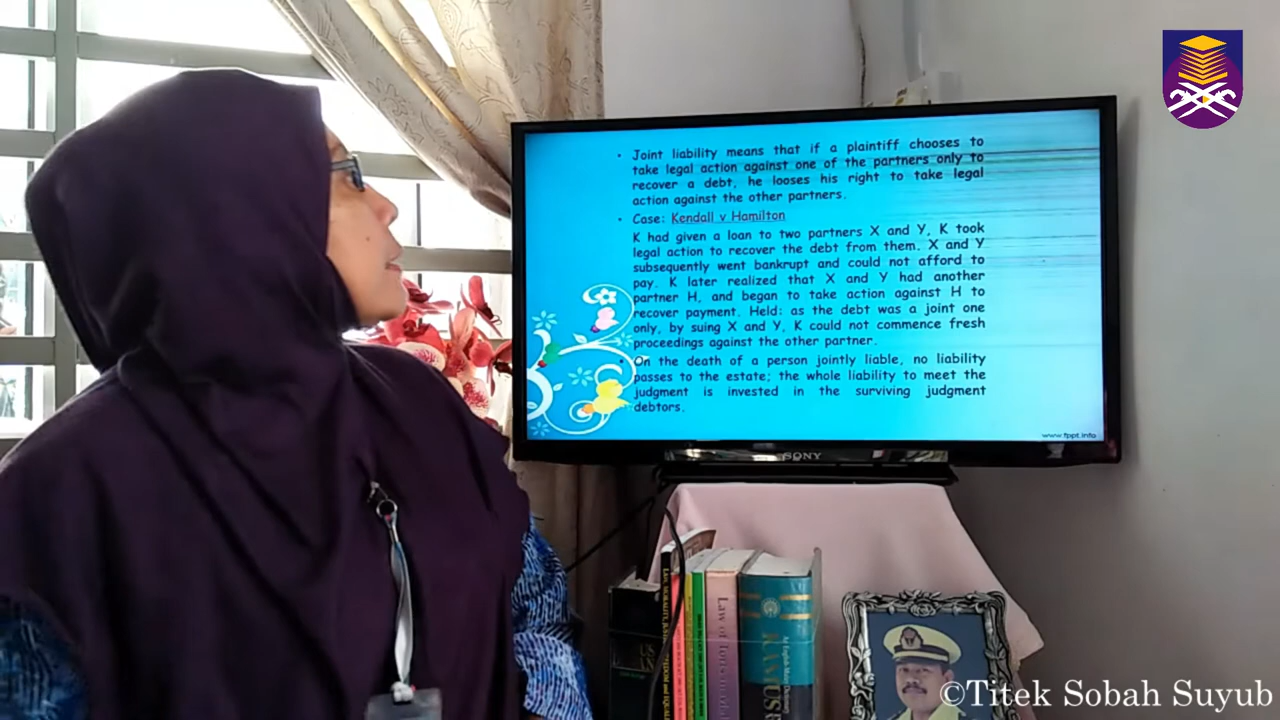 • Joint liability means that if a plaintiff chooses to
take legal action against one of the partners only to
recover a debt, he looses his right to take legal
action against the other partners.
• Case: Kendall v Hamilton
K had given a loan to two partners X and Y, K took
legal action to recover the debt from them. X and Y
subsequently went bankrupt and could not afford to
pay. K later realized that X and Y had another
partner H, and began to take action against H to
recover payment. Held: as the debt was a joint one
only, by suing X and Y, K could not commence fresh
proceedings against the other partner.
• On the death of a person jointly liable, no liability
passes to the estate; the whole liability to meet the
judgment is invested in the surviving judgment
debtors.
www.fppt.info
SONY
Law of Torts in
KAMUS
©Titek Sobah Suyub